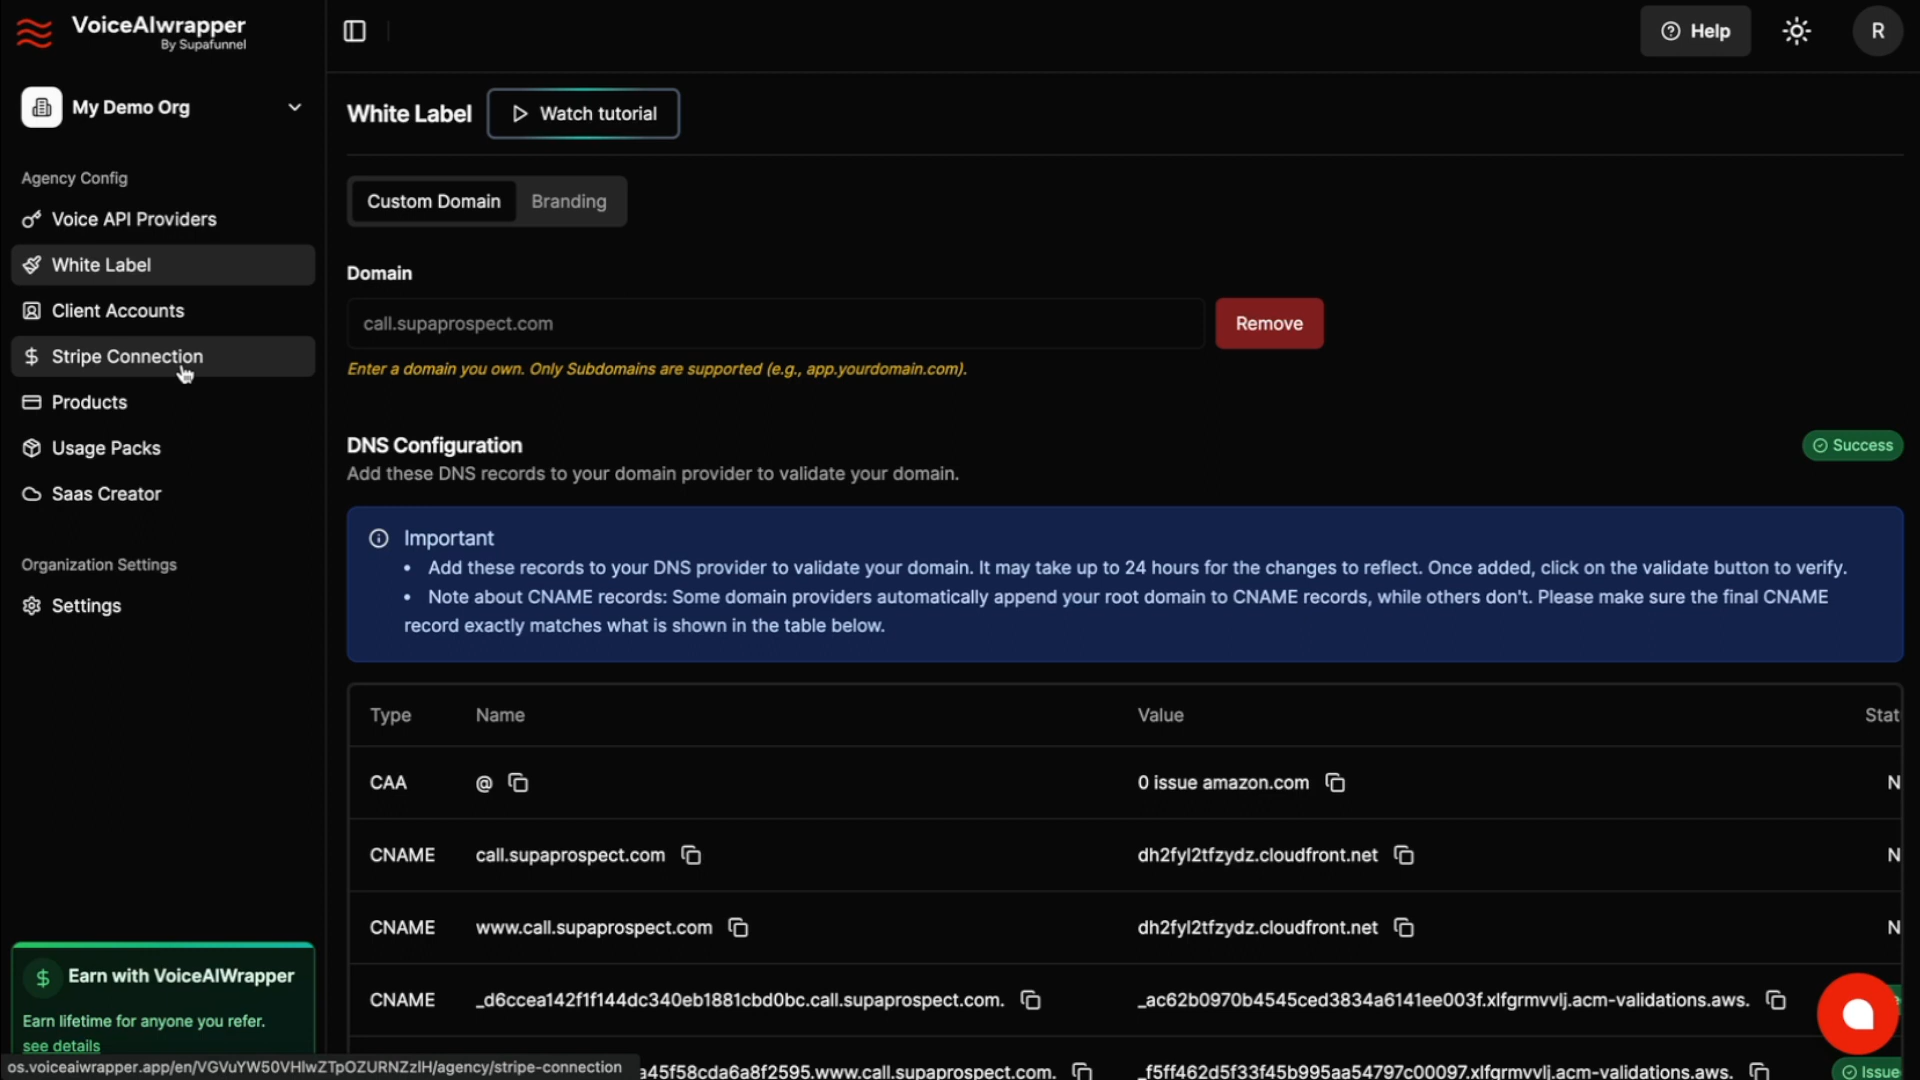 VoiceAIwrapper
By Supafunnel
Help
R
My Demo Org
White Label
Watch tutorial
Agency Config
Voice API Providers
White Label
Client Accounts
Stripe Connection
Products
Usage Packs
Saas Creator
Organization Settings
Settings
Custom Domain
Branding
Domain
call.supaprospect.com
Remove
Enter a domain you own. Only Subdomains are supported (e.g., app.yourdomain.com).
DNS Configuration
Success
Add these DNS records to your domain provider to validate your domain.
Important
• Add these records to your DNS provider to validate your domain. It may take up to 24 hours for the changes to reflect. Once added, click on the validate button to verify.
• Note about CNAME records: Some domain providers automatically append your root domain to CNAME records, while others don't. Please make sure the final CNAME
record exactly matches what is shown in the table below.
Type Name Value Stat
CAA @ 0 issue amazon.com N
CNAME call.supaprospect.com dh2fyl2tfzydz.cloudfront.net N
CNAME www.call.supaprospect.com dh2fyl2tfzydz.cloudfront.net N
CNAME _d6ccea142f1f144dc340eb1881cbd0bc.call.supaprospect.com. _ac62b0970b4545ced3834a6141ee003f.xlfgrmvvlj.acm-validations.aws.
a45f58cda6a8f2595.www.call.supaprospect.com. _f5ff462d5f33f45b995aa54797c00097.xlfgrmvvlj.acm-validations.aws. Issue
Earn with VoiceAIWrapper
Earn lifetime for anyone you refer.
see details
os.voiceaiwrapper.app/en/VGVuYW50VHlwZTpOZURNZzlH/agency/stripe-connection